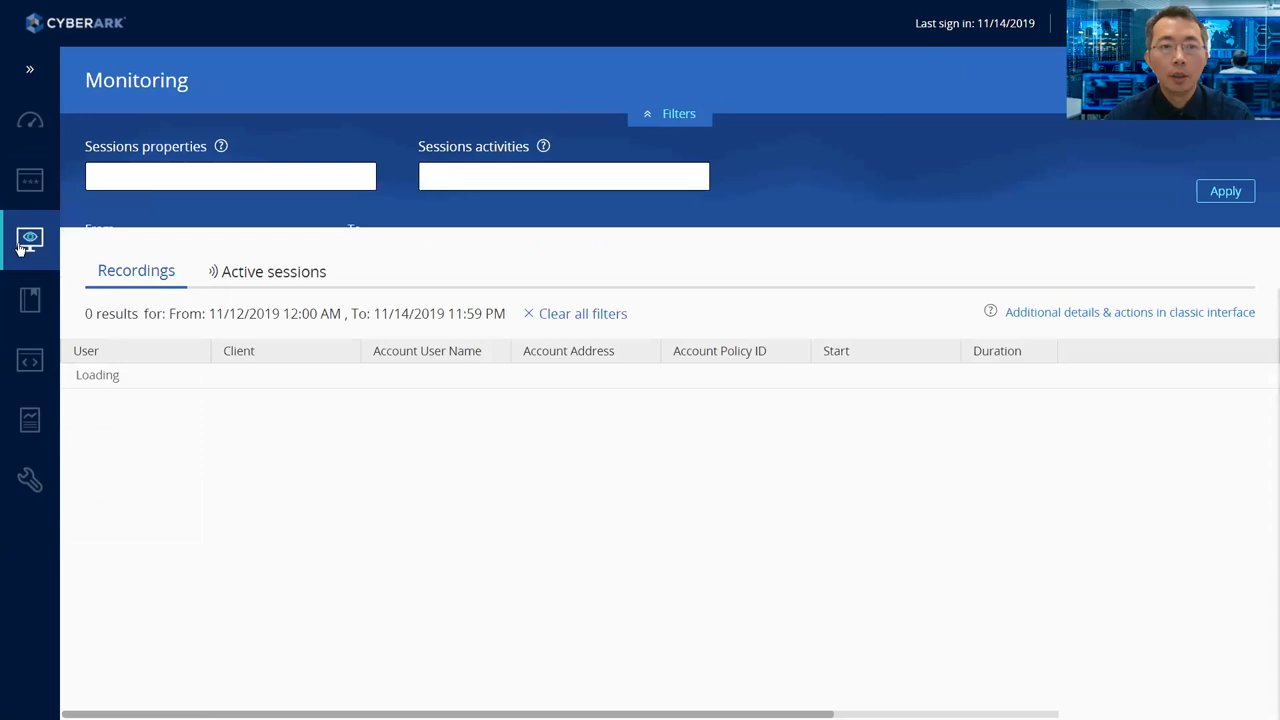 CYBERARK
Last sign in: 11/14/2019
Monitoring
Filters
Sessions properties
Sessions activities
Apply
From
To
Recordings
Active sessions
0 results for: From: 11/12/2019 12:00 AM , To: 11/14/2019 11:59 PM
Clear all filters
Additional details & actions in classic interface
User Client Account User Name Account Address Account Policy ID Start Duration
Loading